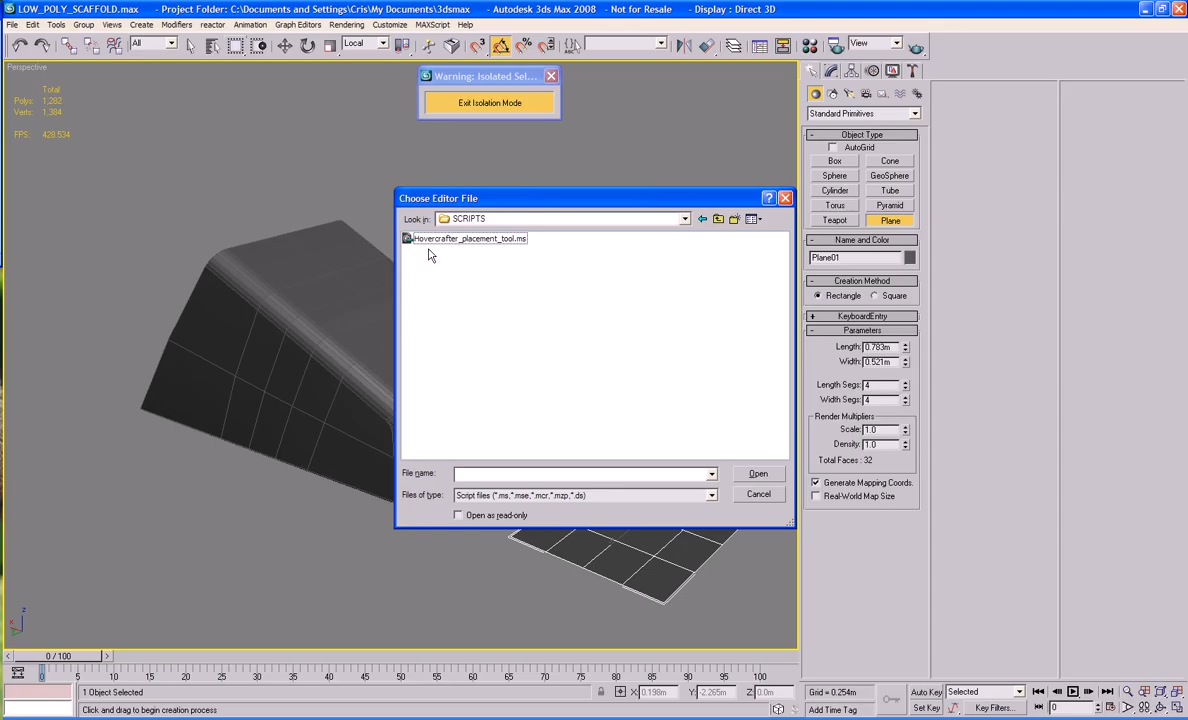 LOW_POLY_SCAFFOLD.max - Project Folder: C:\Documents and Settings\Cris\My Documents\3dsmax - Autodesk 3ds Max 2008 - Not for Resale - Display : Direct 3D
File Edit Tools Group Views Create Modifiers reactor Animation Graph Editors Rendering Customize MAXScript Help
All Local View
Perspective
Total
Polys: 1,282
Verts: 1,384
FPS: 428.534
Warning: Isolated Sel...
Exit Isolation Mode
Choose Editor File
Look in: SCRIPTS
Hovercrafter_placement_tool.ms
File name: Open
Files of type: Script files (*.ms,*.mse,*.mcr,*.mzp,*.ds) Cancel
Open as read-only
Standard Primitives
- Object Type
AutoGrid
Box Cone
Sphere GeoSphere
Cylinder Tube
Torus Pyramid
Teapot Plane
- Name and Color
Plane01
- Creation Method
Rectangle Square
+ KeyboardEntry
- Parameters
Length: 0.783m
Width: 0.521m
Length Segs: 4
Width Segs: 4
Render Multipliers
Scale: 1.0
Density: 1.0
Total Faces : 32
Generate Mapping Coords.
Real-World Map Size
z
< 0 / 100 >
0 5 10 15 20 25 30 35 40 45 50 55 60 65 70 75 80 85 90 95 100
1 Object Selected X: 0.198m Y: -2.265m Z: 0.0m Grid = 0.254m Auto Key Selected
Click and drag to begin creation process Add Time Tag Set Key Key Filters... 0